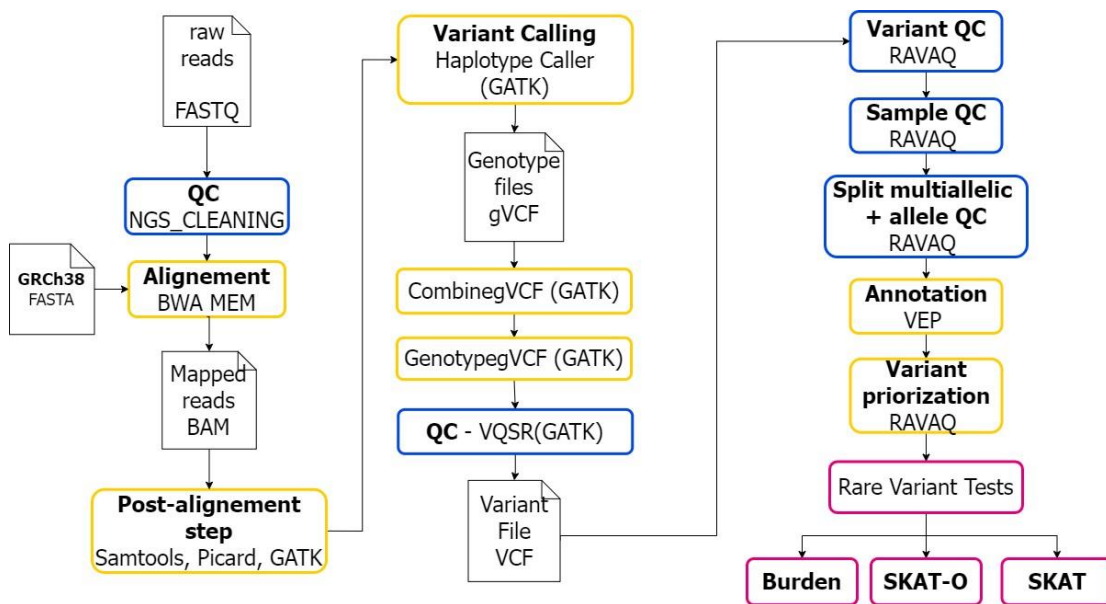 raw
reads
FASTQ
QC
NGS_CLEANING
GRCh38
FASTA
Alignement
BWA MEM
Mapped
reads
BAM
Post-alignement
step
Samtools, Picard, GATK
Variant Calling
Haplotype Caller
(GATK)
Genotype
files
gVCF
CombinegVCF (GATK)
GenotypegVCF (GATK)
QC - VQSR(GATK)
Variant
File
VCF
Variant QC
RAVAQ
Sample QC
RAVAQ
Split multiallelic
+ allele QC
RAVAQ
Annotation
VEP
Variant
priorization
RAVAQ
Rare Variant Tests
Burden
SKAT-O
SKAT